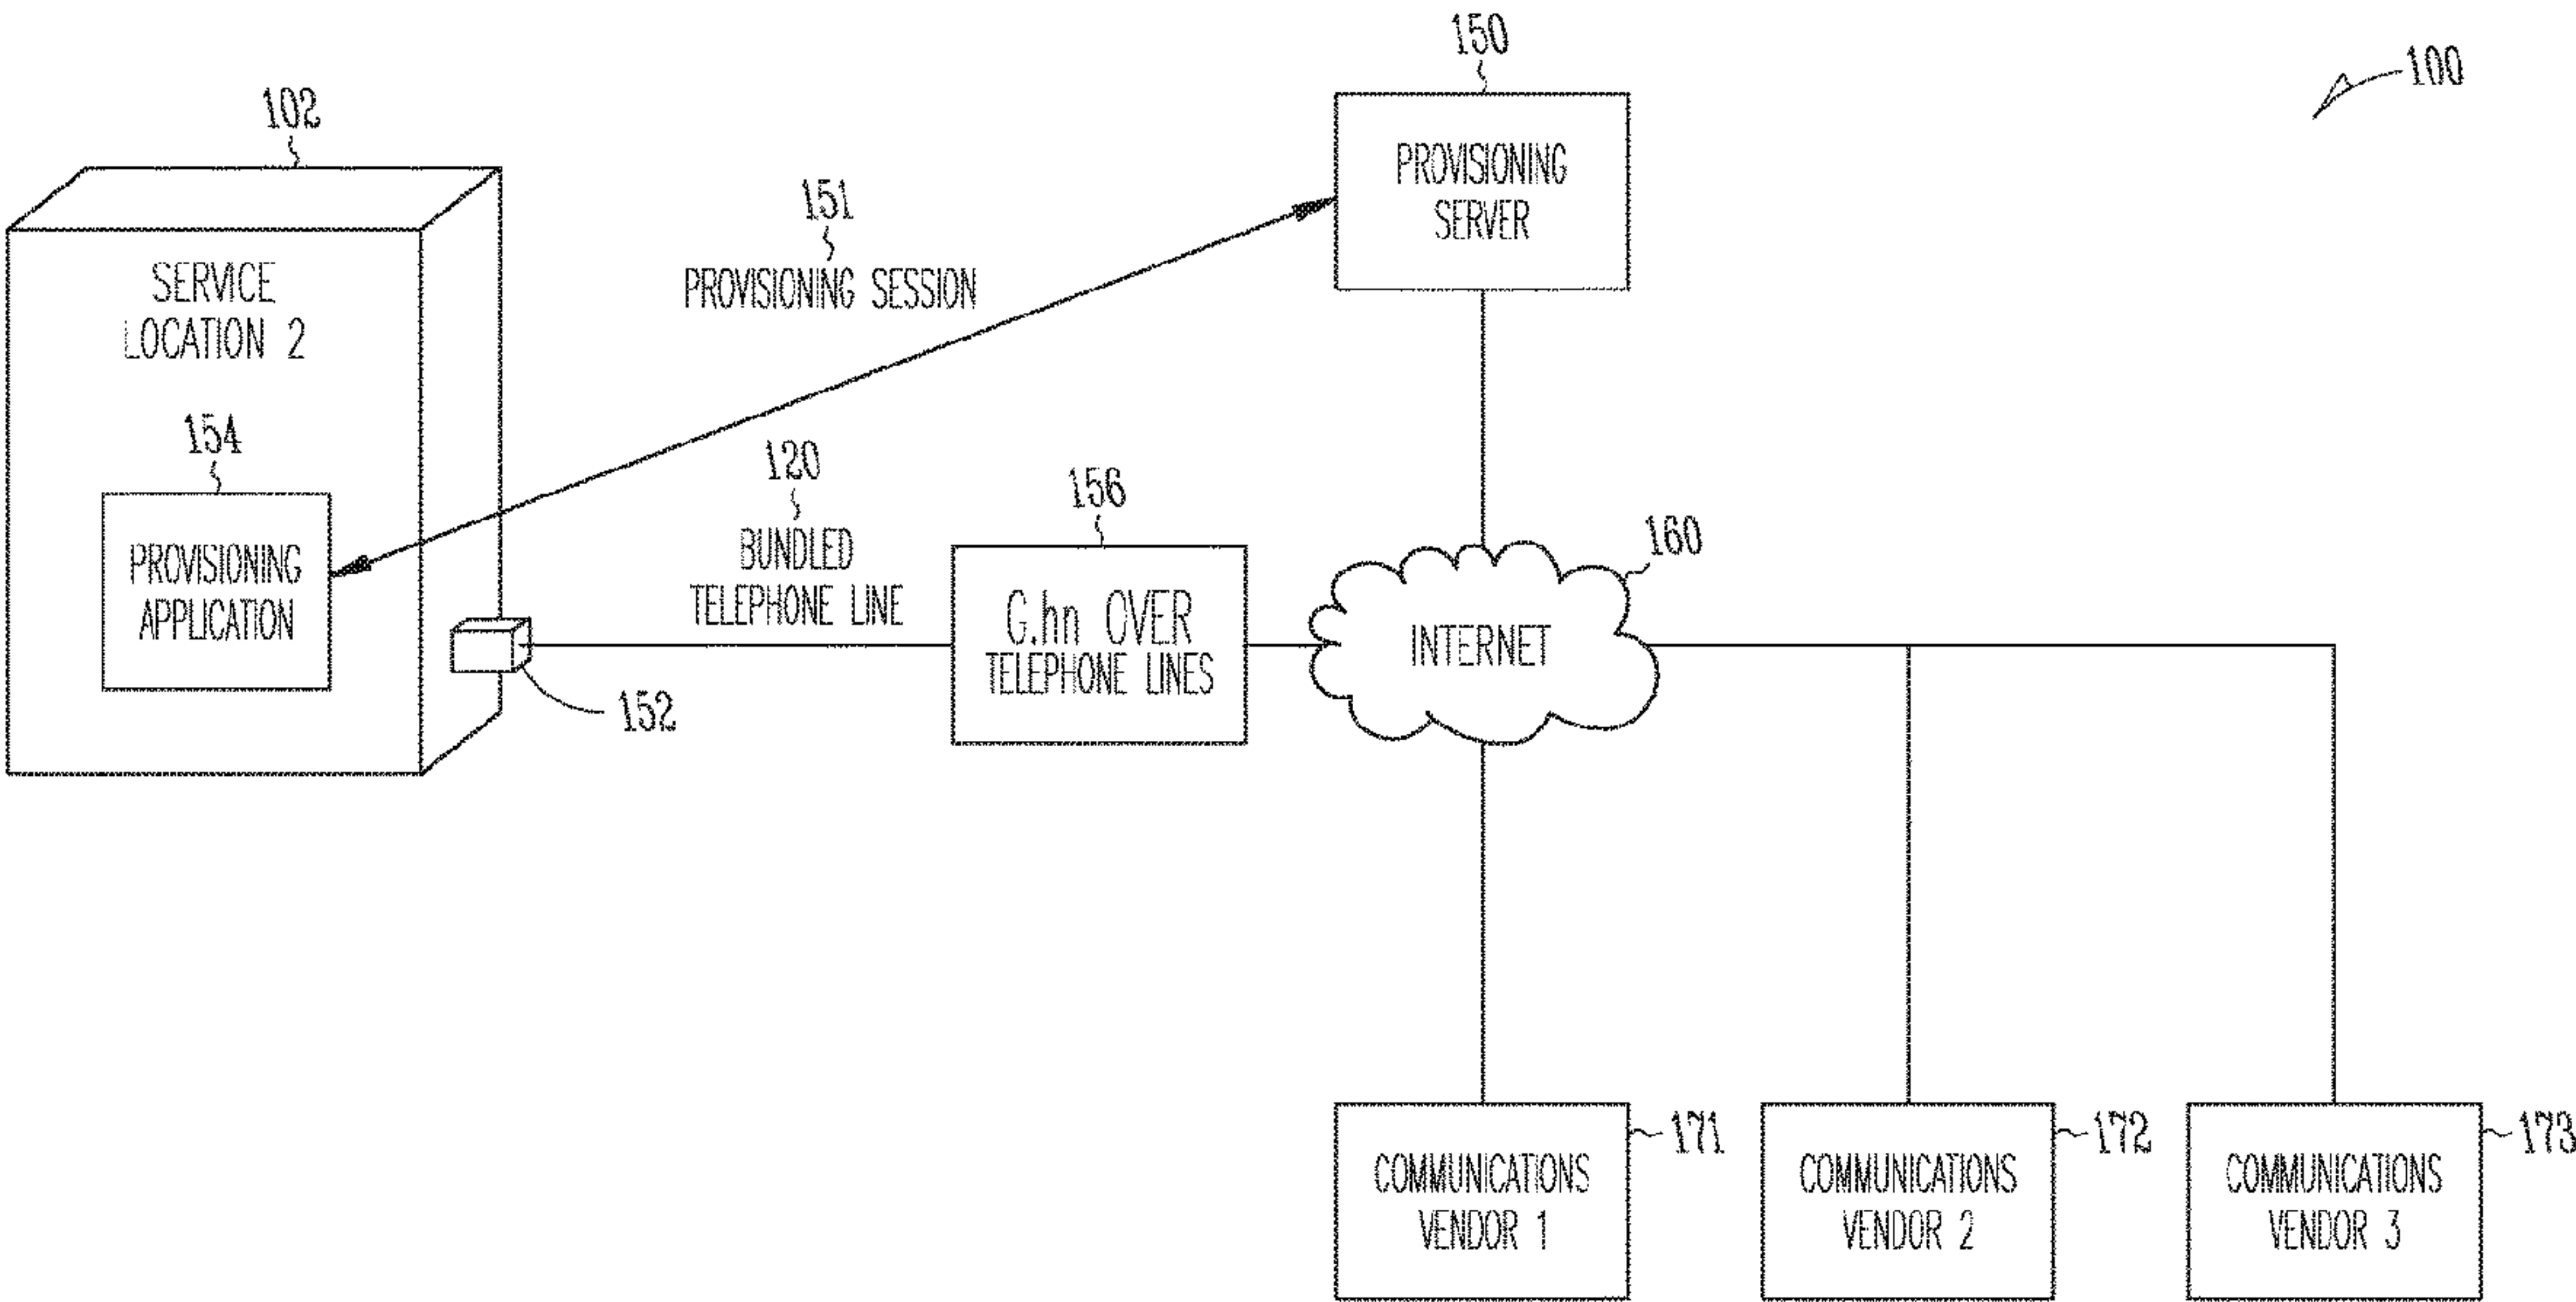 150
100
102
PROVISIONING
SERVER
151
PROVISIONING SESSION
SERVICE
LOCATION 2
154
120
BUNDLED
TELEPHONE LINE
156
160
PROVISIONING
APPLICATION
G.hn OVER
TELEPHONE LINES
INTERNET
152
171
172
173
COMMUNICATIONS
VENDOR 1
COMMUNICATIONS
VENDOR 2
COMMUNICATIONS
VENDOR 3